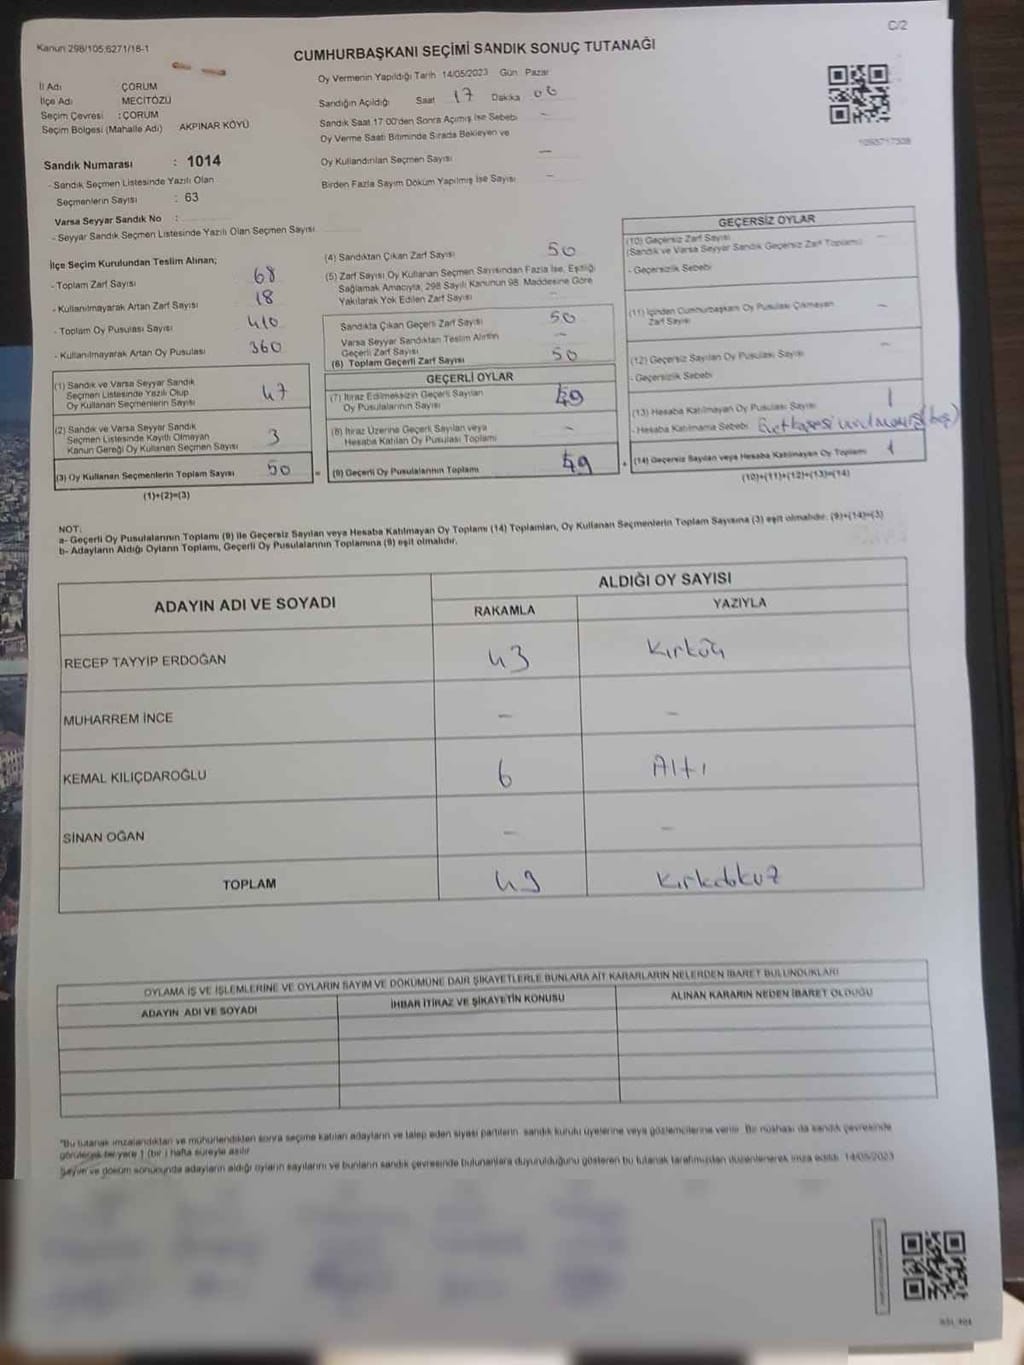 C/2
Kanun 298/105,6271/18-1
CUMHURBAŞKANI SEÇİMİ SANDIK SONUÇ TUTANAĞI
İl Adı ÇORUM
İlçe Adı MECİTÖZÜ
Seçim Çevresi : ÇORUM
Seçim Bölgesi (Mahalle Adı) AKPINAR KÖYÜ
Oy Vermenin Yapıldığı Tarih 14/05/2023 Gün Pazar
Sandığın Açıldığı Saat 17 Dakika 06
Sandık Saat 17:00'den Sonra Açımış İse Sebebi –
Oy Verme Saati Bitiminde Sırada Bekleyen ve
Oy Kullandırılan Seçmen Sayısı –
Birden Fazla Sayım Döküm Yapılmış İse Sayısı –
Sandık Numarası : 1014
- Sandık Seçmen Listesinde Yazılı Olan
Seçmenlerin Sayısı : 63
Varsa Seyyar Sandık No :
- Seyyar Sandık Seçmen Listesinde Yazılı Olan Seçmen Sayısı
İlçe Seçim Kurulundan Teslim Alınan;
- Toplam Zarf Sayısı 68
- Kullanılmayarak Artan Zarf Sayısı 18
- Toplam Oy Pusulası Sayısı 410
- Kullanılmayarak Artan Oy Pusulası 360
(1) Sandık ve Varsa Seyyar Sandık
Seçmen Listesinde Yazılı Olup
Oy Kullanan Seçmenlerin Sayısı 47
(2) Sandık ve Varsa Seyyar Sandık
Seçmen Listesinde Kayıtlı Olmayan
Kanun Gereği Oy Kullanan Seçmen Sayısı 3
(3) Oy Kullanan Seçmenlerin Toplam Sayısı 50
(1)+(2)=(3)
(4) Sandıktan Çıkan Zarf Sayısı 50
(5) Zarf Sayısı Oy Kullanan Seçmen Sayısından Fazla İse, Eşitliği
Sağlamak Amacıyla, 298 Sayılı Kanunun 98. Maddesine Göre
Yakılarak Yok Edilen Zarf Sayısı –
Sandıkta Çıkan Geçerli Zarf Sayısı 50
Varsa Seyyar Sandıktan Teslim Alınan
Geçerli Zarf Sayısı –
(6) Toplam Geçerli Zarf Sayısı 50
GEÇERLİ OYLAR
(7) İtiraz Edilmeksizin Geçerli Sayılan
Oy Pusulalarının Sayısı 49
(8) İtiraz Üzerine Geçerli Sayılan veya
Hesaba Katılan Oy Pusulası Toplamı –
= (9) Geçerli Oy Pusulalarının Toplamı 49
GEÇERSİZ OYLAR
(10) Geçersiz Zarf Sayısı
(Sandık ve Varsa Seyyar Sandık Geçersiz Zarf Toplamı) –
- Geçersizlik Sebebi
(11) İçinden Cumhurbaşkanı Oy Pusulası Çıkmayan
Zarf Sayısı –
(12) Geçersiz Sayılan Oy Pusulası Sayısı –
- Geçersizlik Sebebi
(13) Hesaba Katılmayan Oy Pusulası Sayısı 1
- Hesaba Katılmama Sebebi Evet kaşesi vurulmamış (boş)
+ (14) Geçersiz Sayılan veya Hesaba Katılmayan Oy Toplamı 1
(10)+(11)+(12)+(13)=(14)
NOT:
a- Geçerli Oy Pusulalarının Toplamı (9) ile Geçersiz Sayılan veya Hesaba Katılmayan Oy Toplamı (14) Toplamları, Oy Kullanan Seçmenlerin Toplam Sayısına (3) eşit olmalıdır. (9)+(14)=(3)
b- Adayların Aldığı Oyların Toplamı, Geçerli Oy Pusulalarının Toplamına (9) eşit olmalıdır.
ADAYIN ADI VE SOYADI ALDIĞI OY SAYISI
RAKAMLA YAZIYLA
RECEP TAYYİP ERDOĞAN 43 Kırküç
MUHARREM İNCE – –
KEMAL KILIÇDAROĞLU 6 Altı
SİNAN OĞAN – –
TOPLAM 49 Kırkdokuz
OYLAMA İŞ VE İŞLEMLERİNE VE OYLARIN SAYIM VE DÖKÜMÜNE DAİR ŞİKAYETLERLE BUNLARA AİT KARARLARIN NELERDEN İBARET BULUNDUKLARI
ADAYIN ADI VE SOYADI İHBAR İTİRAZ VE ŞİKAYETİN KONUSU ALINAN KARARIN NEDEN İBARET OLDUĞU
"Bu tutanak imzalandıktan ve mühürlendikten sonra seçime katılan adayların ve talep eden siyasi partilerin sandık kurulu üyelerine veya gözlemcilerine verilir. Bir nüshası da sandık çevresinde
görülecek bir yere 1 (bir) hafta süreyle asılır.
Sayım ve döküm sonucunda adayların aldığı oyların sayılarını ve bunların sandık çevresinde bulunanlara duyurulduğunu gösteren bu tutanak tarafımızdan düzenlenerek imza edildi. 14/05/2023